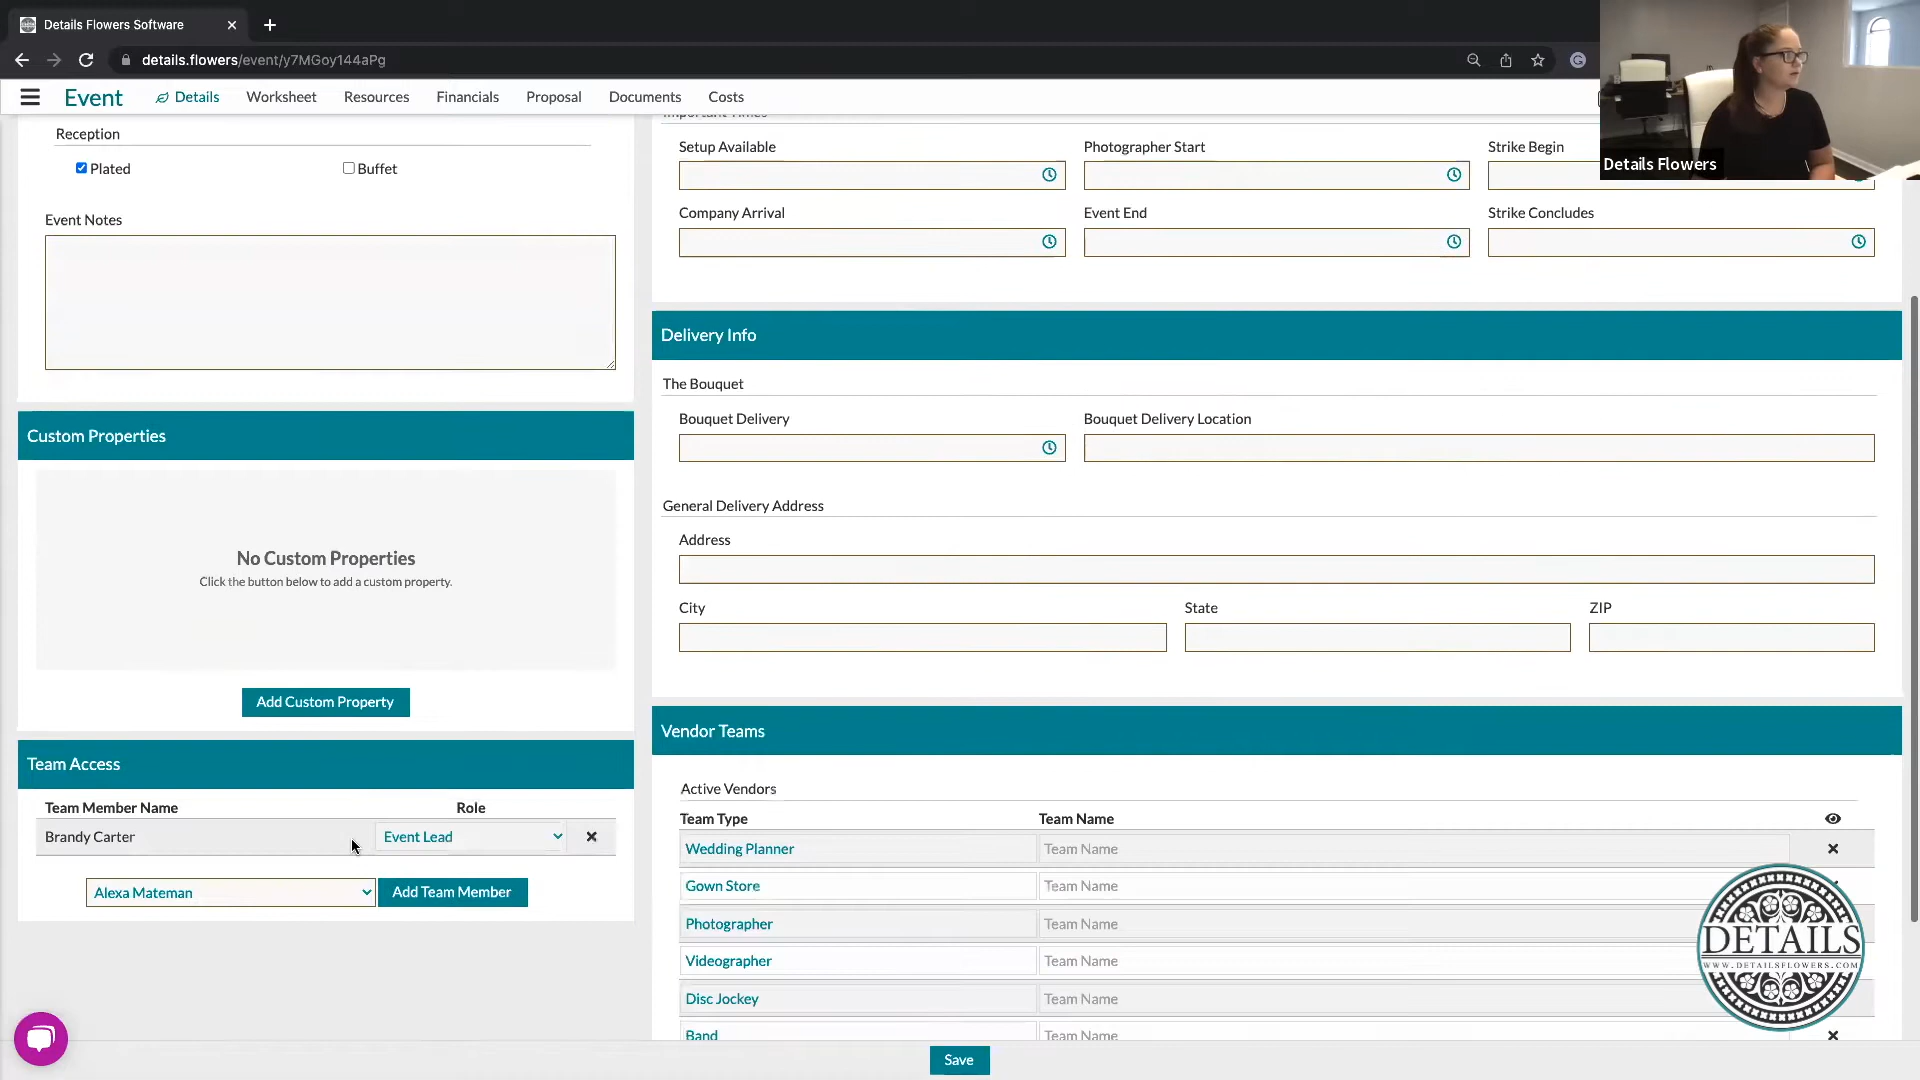 Details Flowers Software
details.flowers/event/y7MGoy144aPg
Event
Details
Worksheet
Resources
Financials
Proposal
Documents
Costs
Details Flowers
Reception
Plated
Buffet
Event Notes
Custom Properties
No Custom Properties
Click the button below to add a custom property.
Add Custom Property
Team Access
Team Member Name
Role
Brandy Carter
Event Lead
Alexa Mateman
Add Team Member
Important Times
Setup Available
Photographer Start
Strike Begin
Company Arrival
Event End
Strike Concludes
Delivery Info
The Bouquet
Bouquet Delivery
Bouquet Delivery Location
General Delivery Address
Address
City
State
ZIP
Vendor Teams
Active Vendors
Team Type
Team Name
Wedding Planner
Team Name
Gown Store
Team Name
Photographer
Team Name
Videographer
Team Name
Disc Jockey
Team Name
Band
Team Name
DETAILS
WWW.DETAILSFLOWERS.COM
Save